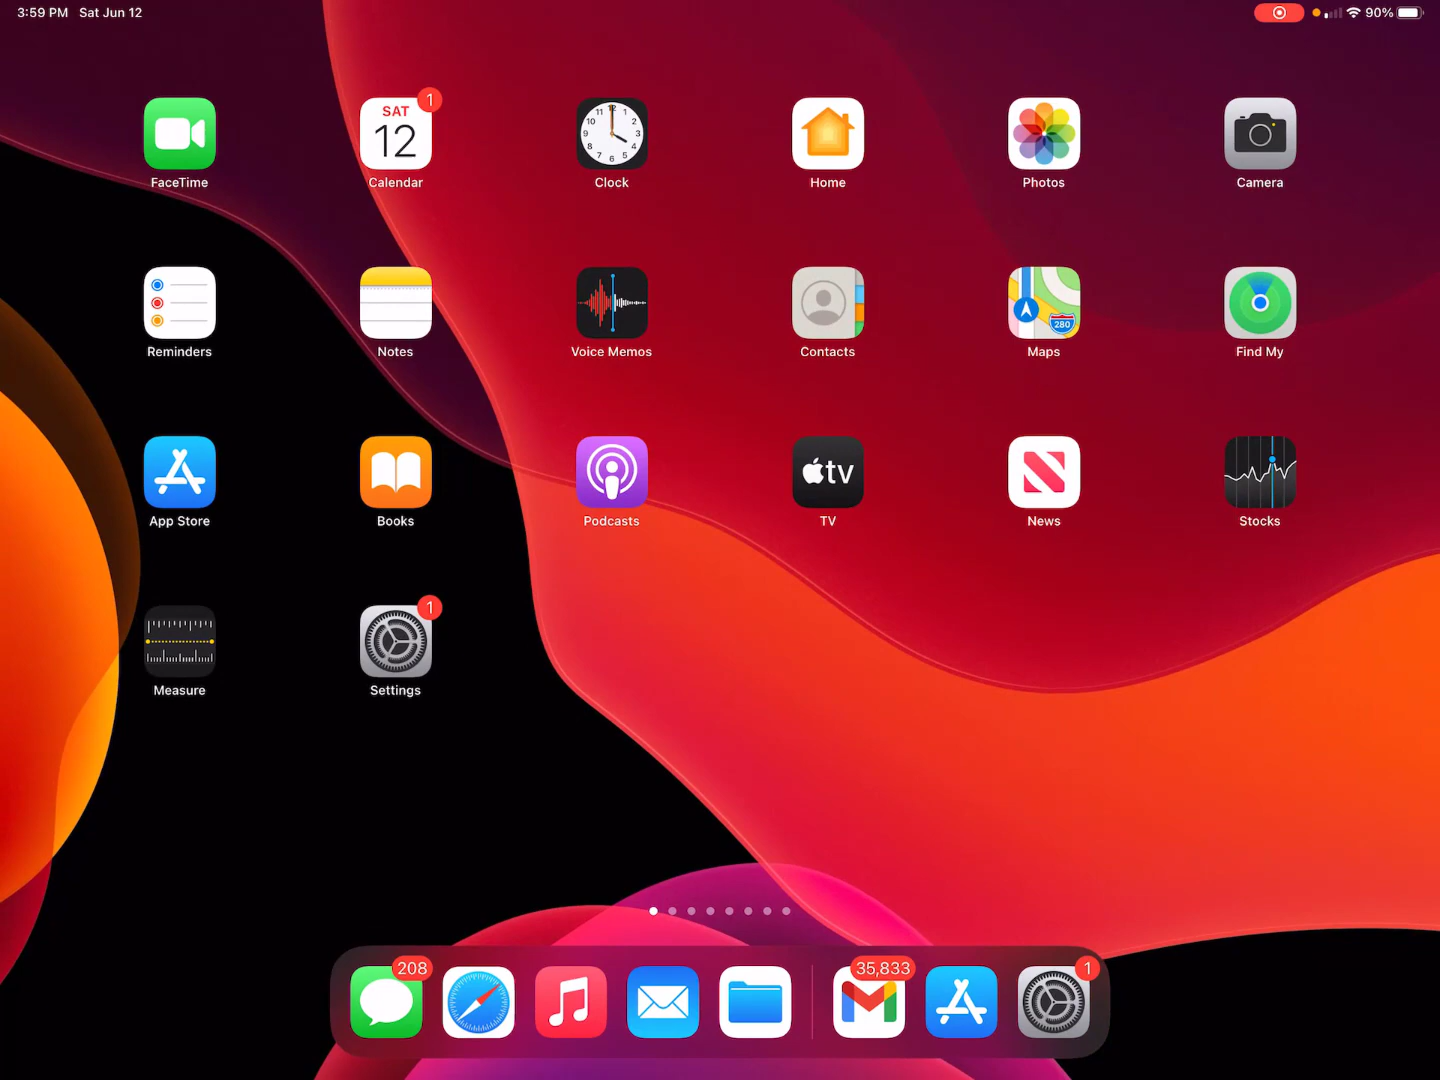 3:59 PM Sat Jun 12
90%
1
SAT
12
FaceTime
Calendar
Clock
Home
Photos
Camera
280
Reminders
Notes
Voice Memos
Contacts
Maps
Find My
tv
App Store
Books
Podcasts
TV
News
Stocks
1
Measure
Settings
208
35,833
1